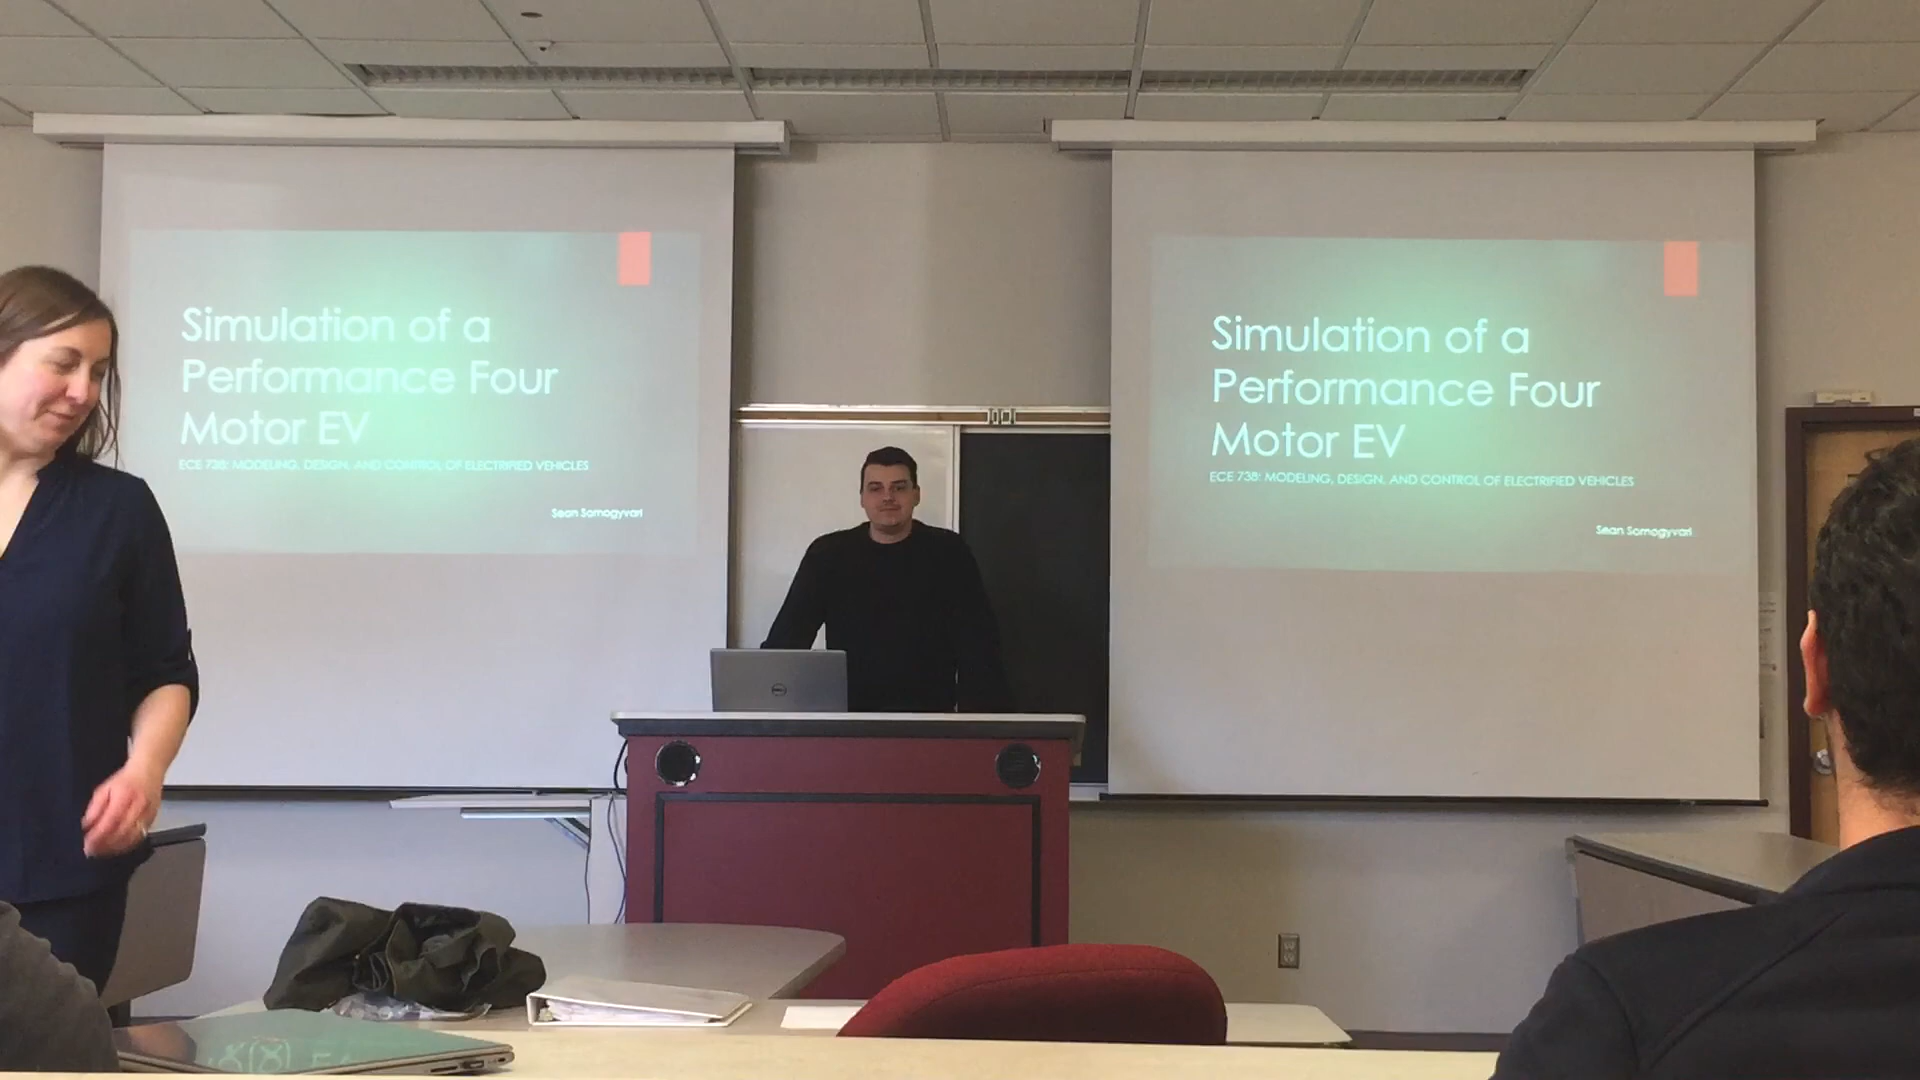 Simulation of a
Performance Four
Motor EV
ECE 738: MODELING, DESIGN, AND CONTROL OF ELECTRIFIED VEHICLES
Sean Somogyvari
Simulation of a
Performance Four
Motor EV
ECE 738: MODELING, DESIGN, AND CONTROL OF ELECTRIFIED VEHICLES
Sean Somogyvari
DELL